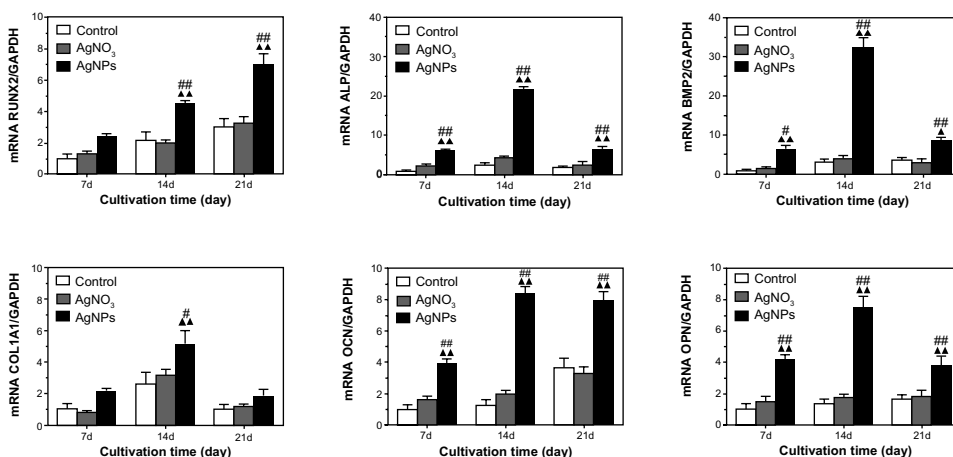 mRNA RUNX2/GAPDH
10
8
6
4
2
0
Control
AgNO₃
AgNPs
##
▲▲
##
▲▲
7d 14d 21d
Cultivation time (day)
mRNA ALP/GAPDH
40
30
20
10
0
Control
AgNO₃
AgNPs
##
▲▲
##
▲▲
##
▲▲
7d 14d 21d
Cultivation time (day)
mRNA BMP2/GAPDH
40
30
20
10
0
Control
AgNO₃
AgNPs
#
▲▲
##
▲▲
##
▲
7d 14d 21d
Cultivation time (day)
mRNA COL1A1/GAPDH
10
8
6
4
2
0
Control
AgNO₃
AgNPs
#
▲▲
7d 14d 21d
Cultivation time (day)
mRNA OCN/GAPDH
10
8
6
4
2
0
Control
AgNO₃
AgNPs
##
▲▲
##
▲▲
##
▲▲
7d 14d 21d
Cultivation time (day)
mRNA OPN/GAPDH
10
8
6
4
2
0
Control
AgNO₃
AgNPs
##
▲▲
##
▲▲
##
▲▲
7d 14d 21d
Cultivation time (day)